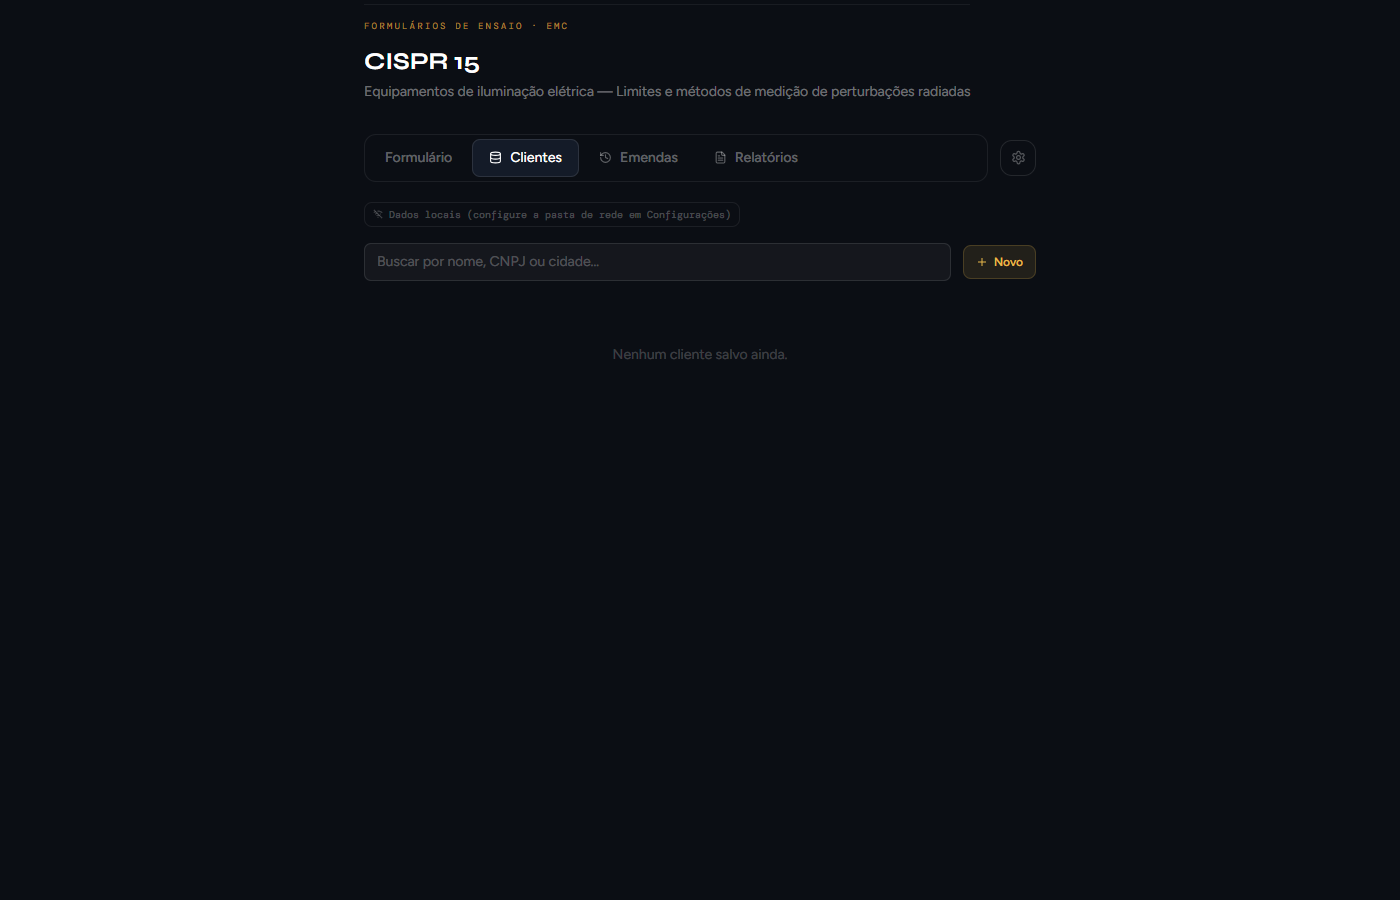 FORMULÁRIOS DE ENSAIO · EMC
CISPR 15
Equipamentos de iluminação elétrica — Limites e métodos de medição de perturbações radiadas
Formulário
Clientes
Emendas
Relatórios
Dados locais (configure a pasta de rede em Configurações)
Buscar por nome, CNPJ ou cidade...
+ Novo
Nenhum cliente salvo ainda.